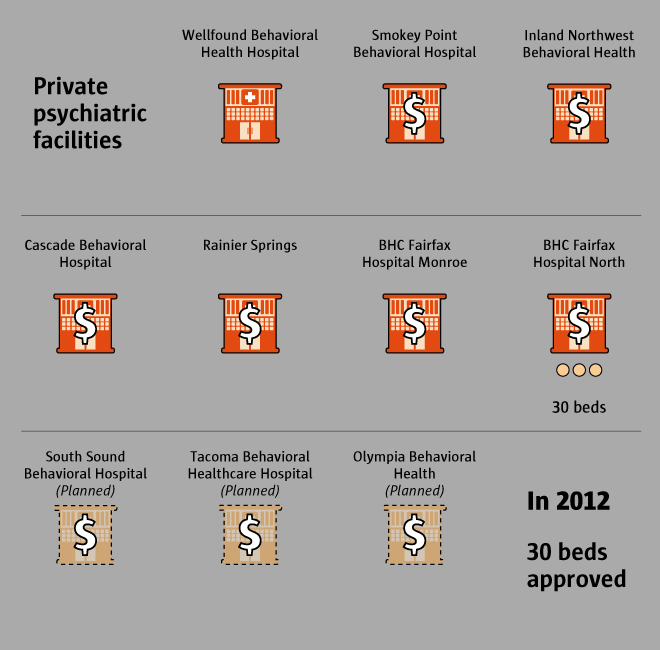 Private
psychiatric
facilities
Wellfound Behavioral
Health Hospital
Smokey Point
Behavioral Hospital
Inland Northwest
Behavioral Health
$
$
Cascade Behavioral
Hospital
Rainier Springs
BHC Fairfax
Hospital Monroe
BHC Fairfax
Hospital North
$
$
$
$
30 beds
South Sound
Behavioral Hospital
(Planned)
Tacoma Behavioral
Healthcare Hospital
(Planned)
Olympia Behavioral
Health
(Planned)
$
$
$
In 2012
30 beds
approved